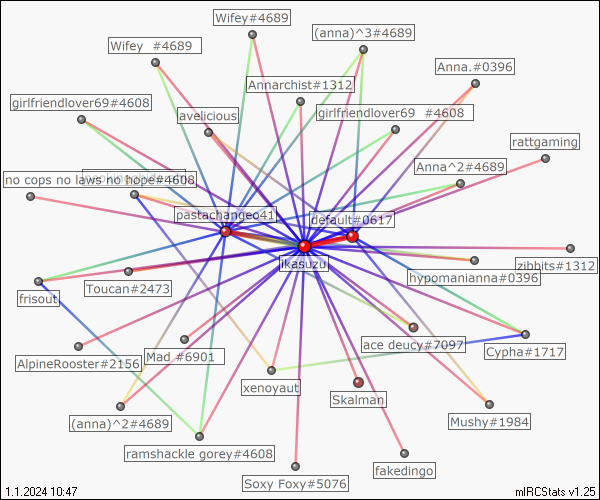 Wifey#4689
(anna)^3#4689
Wifey  #4689
Anna.#0396
Annarchist#1312
girlfriendlover69#4608
avelicious
girlfriendlover69  #4608
rattgaming
Anna^2#4689
no cops no laws no hope#4608
pastachangeo41
default#0617
jikasuzu
zibbits#1312
hypomanianna#0396
Toucan#2473
frisout
ace deucy#7097
Cypha#1717
Mad_#6901
AlpineRooster#2156
xenoyaut
Skalman
Mushy#1984
(anna)^2#4689
ramshackle gorey#4608
fakedingo
Soxy Foxy#5076
1.1.2024 10:47
mIRCStats v1.25